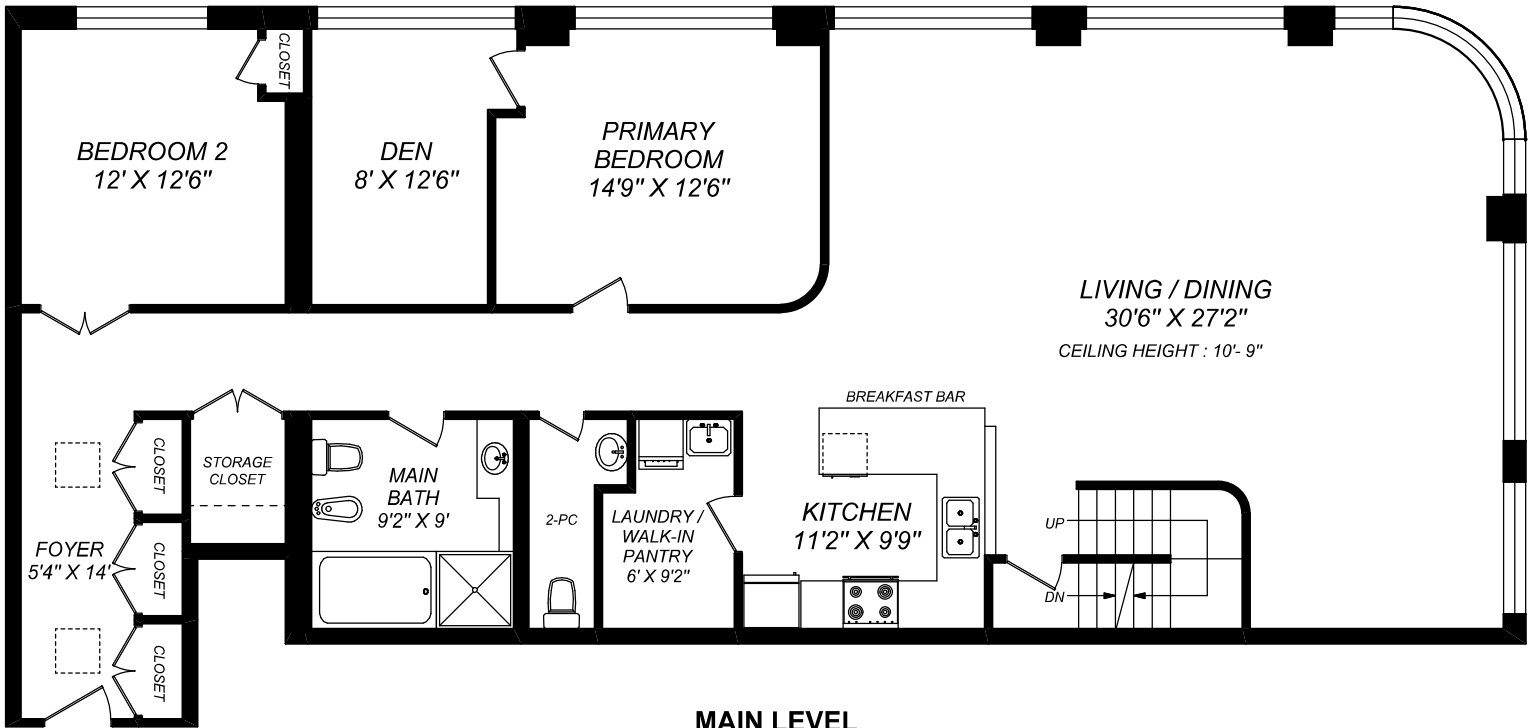 CLOSET
BEDROOM 2
12' X 12'6"
DEN
8' X 12'6"
PRIMARY
BEDROOM
14'9" X 12'6"
LIVING / DINING
30'6" X 27'2"
CEILING HEIGHT : 10'- 9"
BREAKFAST BAR
CLOSET
STORAGE
CLOSET
MAIN
BATH
9'2" X 9'
2-PC
LAUNDRY /
WALK-IN
PANTRY
6' X 9'2"
KITCHEN
11'2" X 9'9"
UP
DN
FOYER
5'4" X 14'
CLOSET
CLOSET
MAIN LEVEL